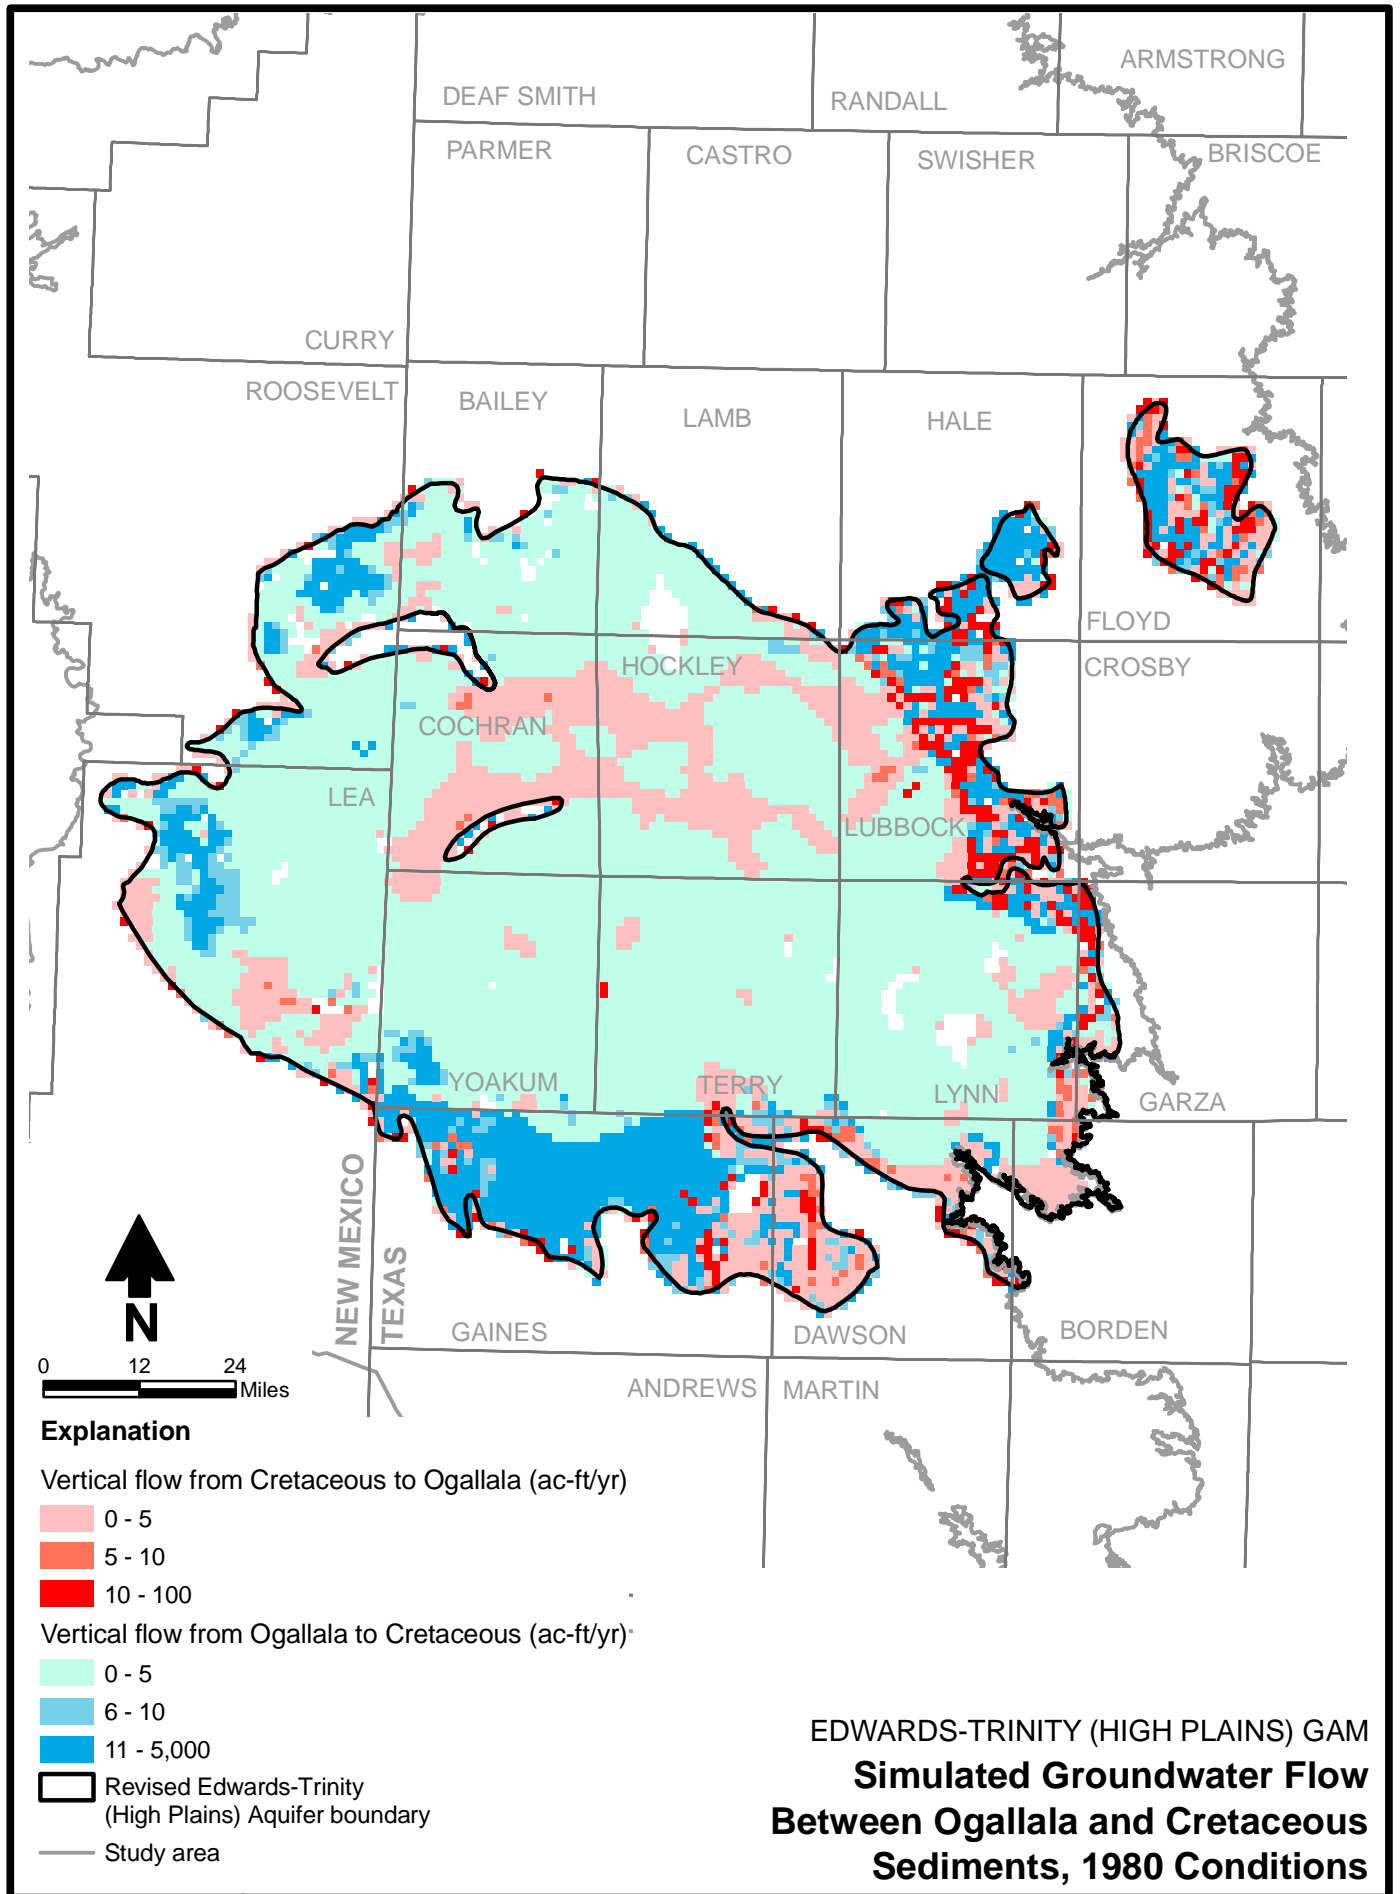 ARMSTRONG
DEAF SMITH
RANDALL
PARMER
CASTRO
SWISHER
BRISCOE
CURRY
ROOSEVELT
BAILEY
LAMB
HALE
FLOYD
HOCKLEY
CROSBY
COCHRAN
LEA
LUBBOCK
YOAKUM
TERRY
LYNN
GARZA
NEW MEXICO
TEXAS
N
GAINES
DAWSON
BORDEN
0 12 24
Miles
ANDREWS
MARTIN
Explanation
Vertical flow from Cretaceous to Ogallala (ac-ft/yr)
0 - 5
5 - 10
10 - 100
Vertical flow from Ogallala to Cretaceous (ac-ft/yr)
0 - 5
6 - 10
11 - 5,000
Revised Edwards-Trinity
(High Plains) Aquifer boundary
Study area
EDWARDS-TRINITY (HIGH PLAINS) GAM
Simulated Groundwater Flow
Between Ogallala and Cretaceous
Sediments, 1980 Conditions